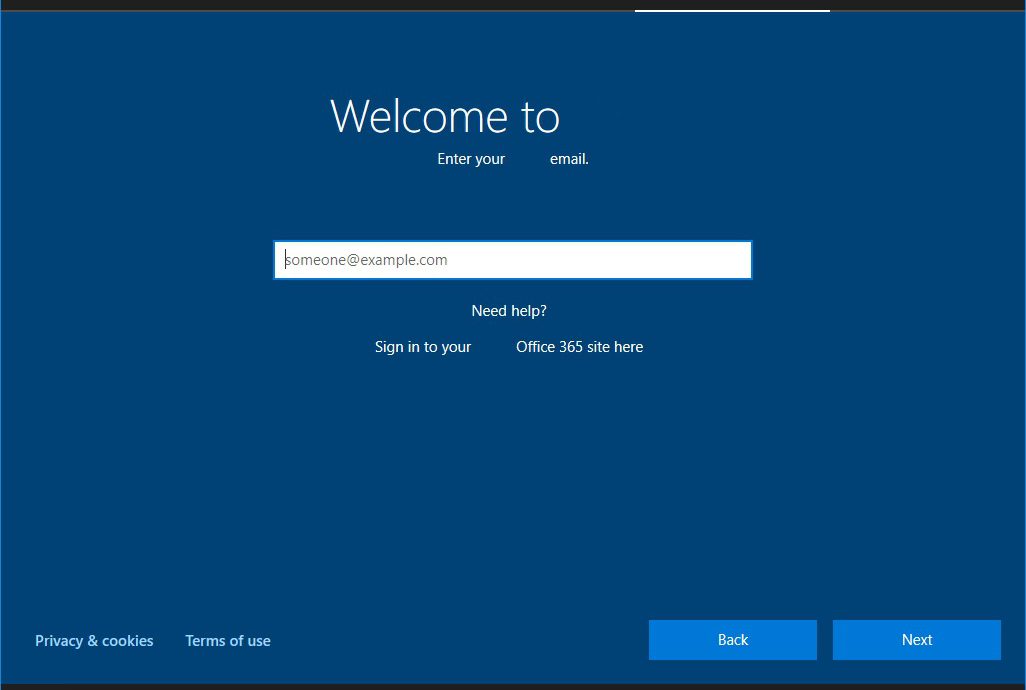 Welcome to
Enter your email.
someone@example.com
Need help?
Sign in to your Office 365 site here
Privacy & cookies Terms of use Back Next